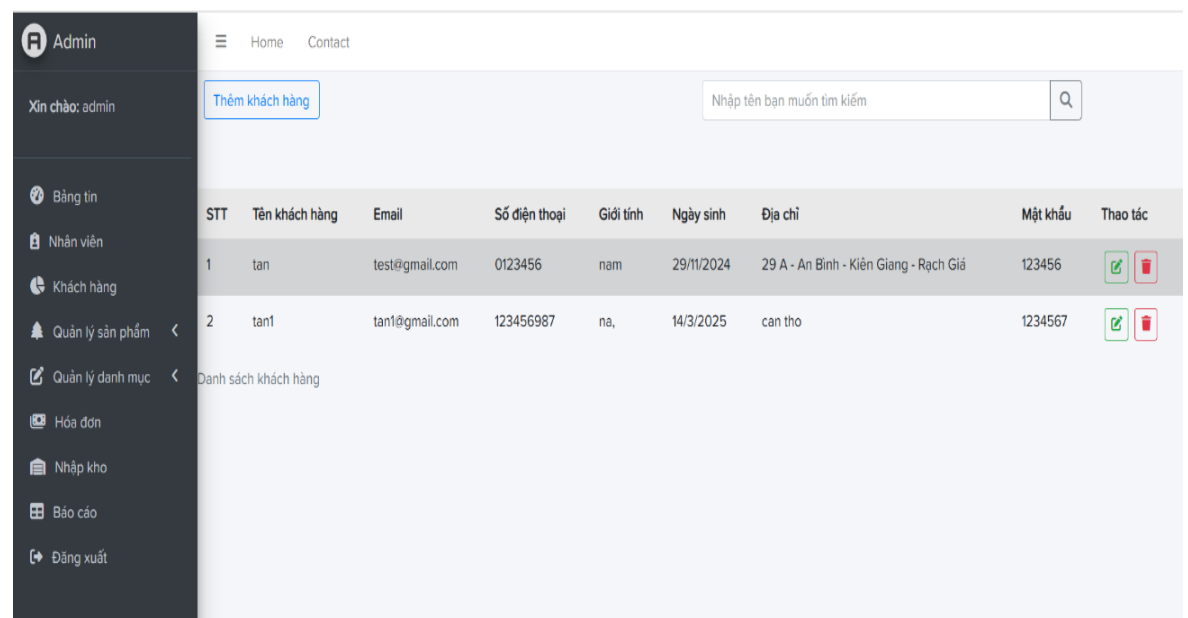 Admin
Home Contact
Xin chào: admin
Thêm khách hàng
Nhập tên bạn muốn tìm kiếm
Bảng tin
Nhân viên
Khách hàng
Quản lý sản phẩm
Quản lý danh mục
Hóa đơn
Nhập kho
Báo cáo
Đăng xuất
STT Tên khách hàng Email Số điện thoại Giới tính Ngày sinh Địa chỉ Mật khẩu Thao tác
1 tan test@gmail.com 0123456 nam 29/11/2024 29 A - An Bình - Kiên Giang - Rạch Giá 123456
2 tan1 tan1@gmail.com 123456987 na, 14/3/2025 can tho 1234567
Danh sách khách hàng